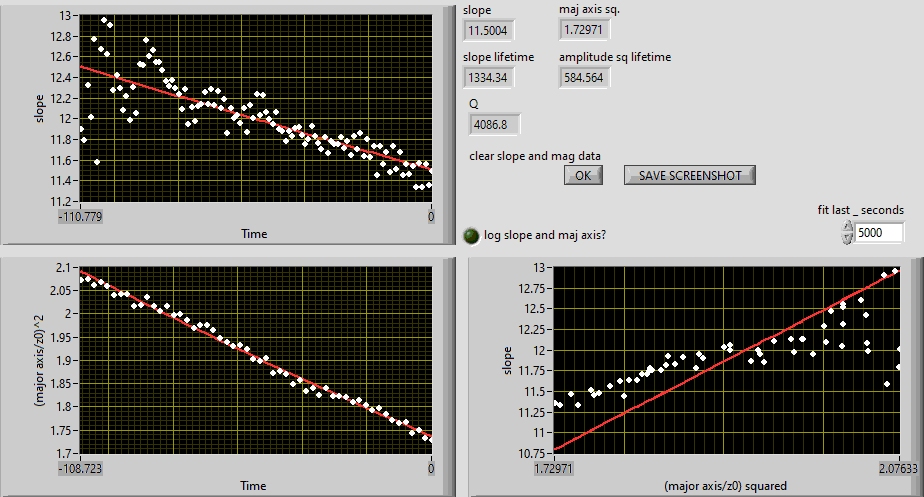 13
12.8
12.6
12.4
12.2
12
11.8
11.6
11.4
11.2
slope
-110.779
0
Time
slope
maj axis sq.
11.5004
1.72971
slope lifetime
amplitude sq lifetime
1334.34
584.564
Q
4086.8
clear slope and mag data
OK
SAVE SCREENSHOT
fit last _ seconds
5000
log slope and maj axis?
2.1
2.05
2
1.95
1.9
1.85
1.8
1.75
1.7
(major axis/z0)^2
-108.723
0
Time
13
12.75
12.5
12.25
12
11.75
11.5
11.25
11
10.75
slope
1.72971
2.07633
(major axis/z0) squared